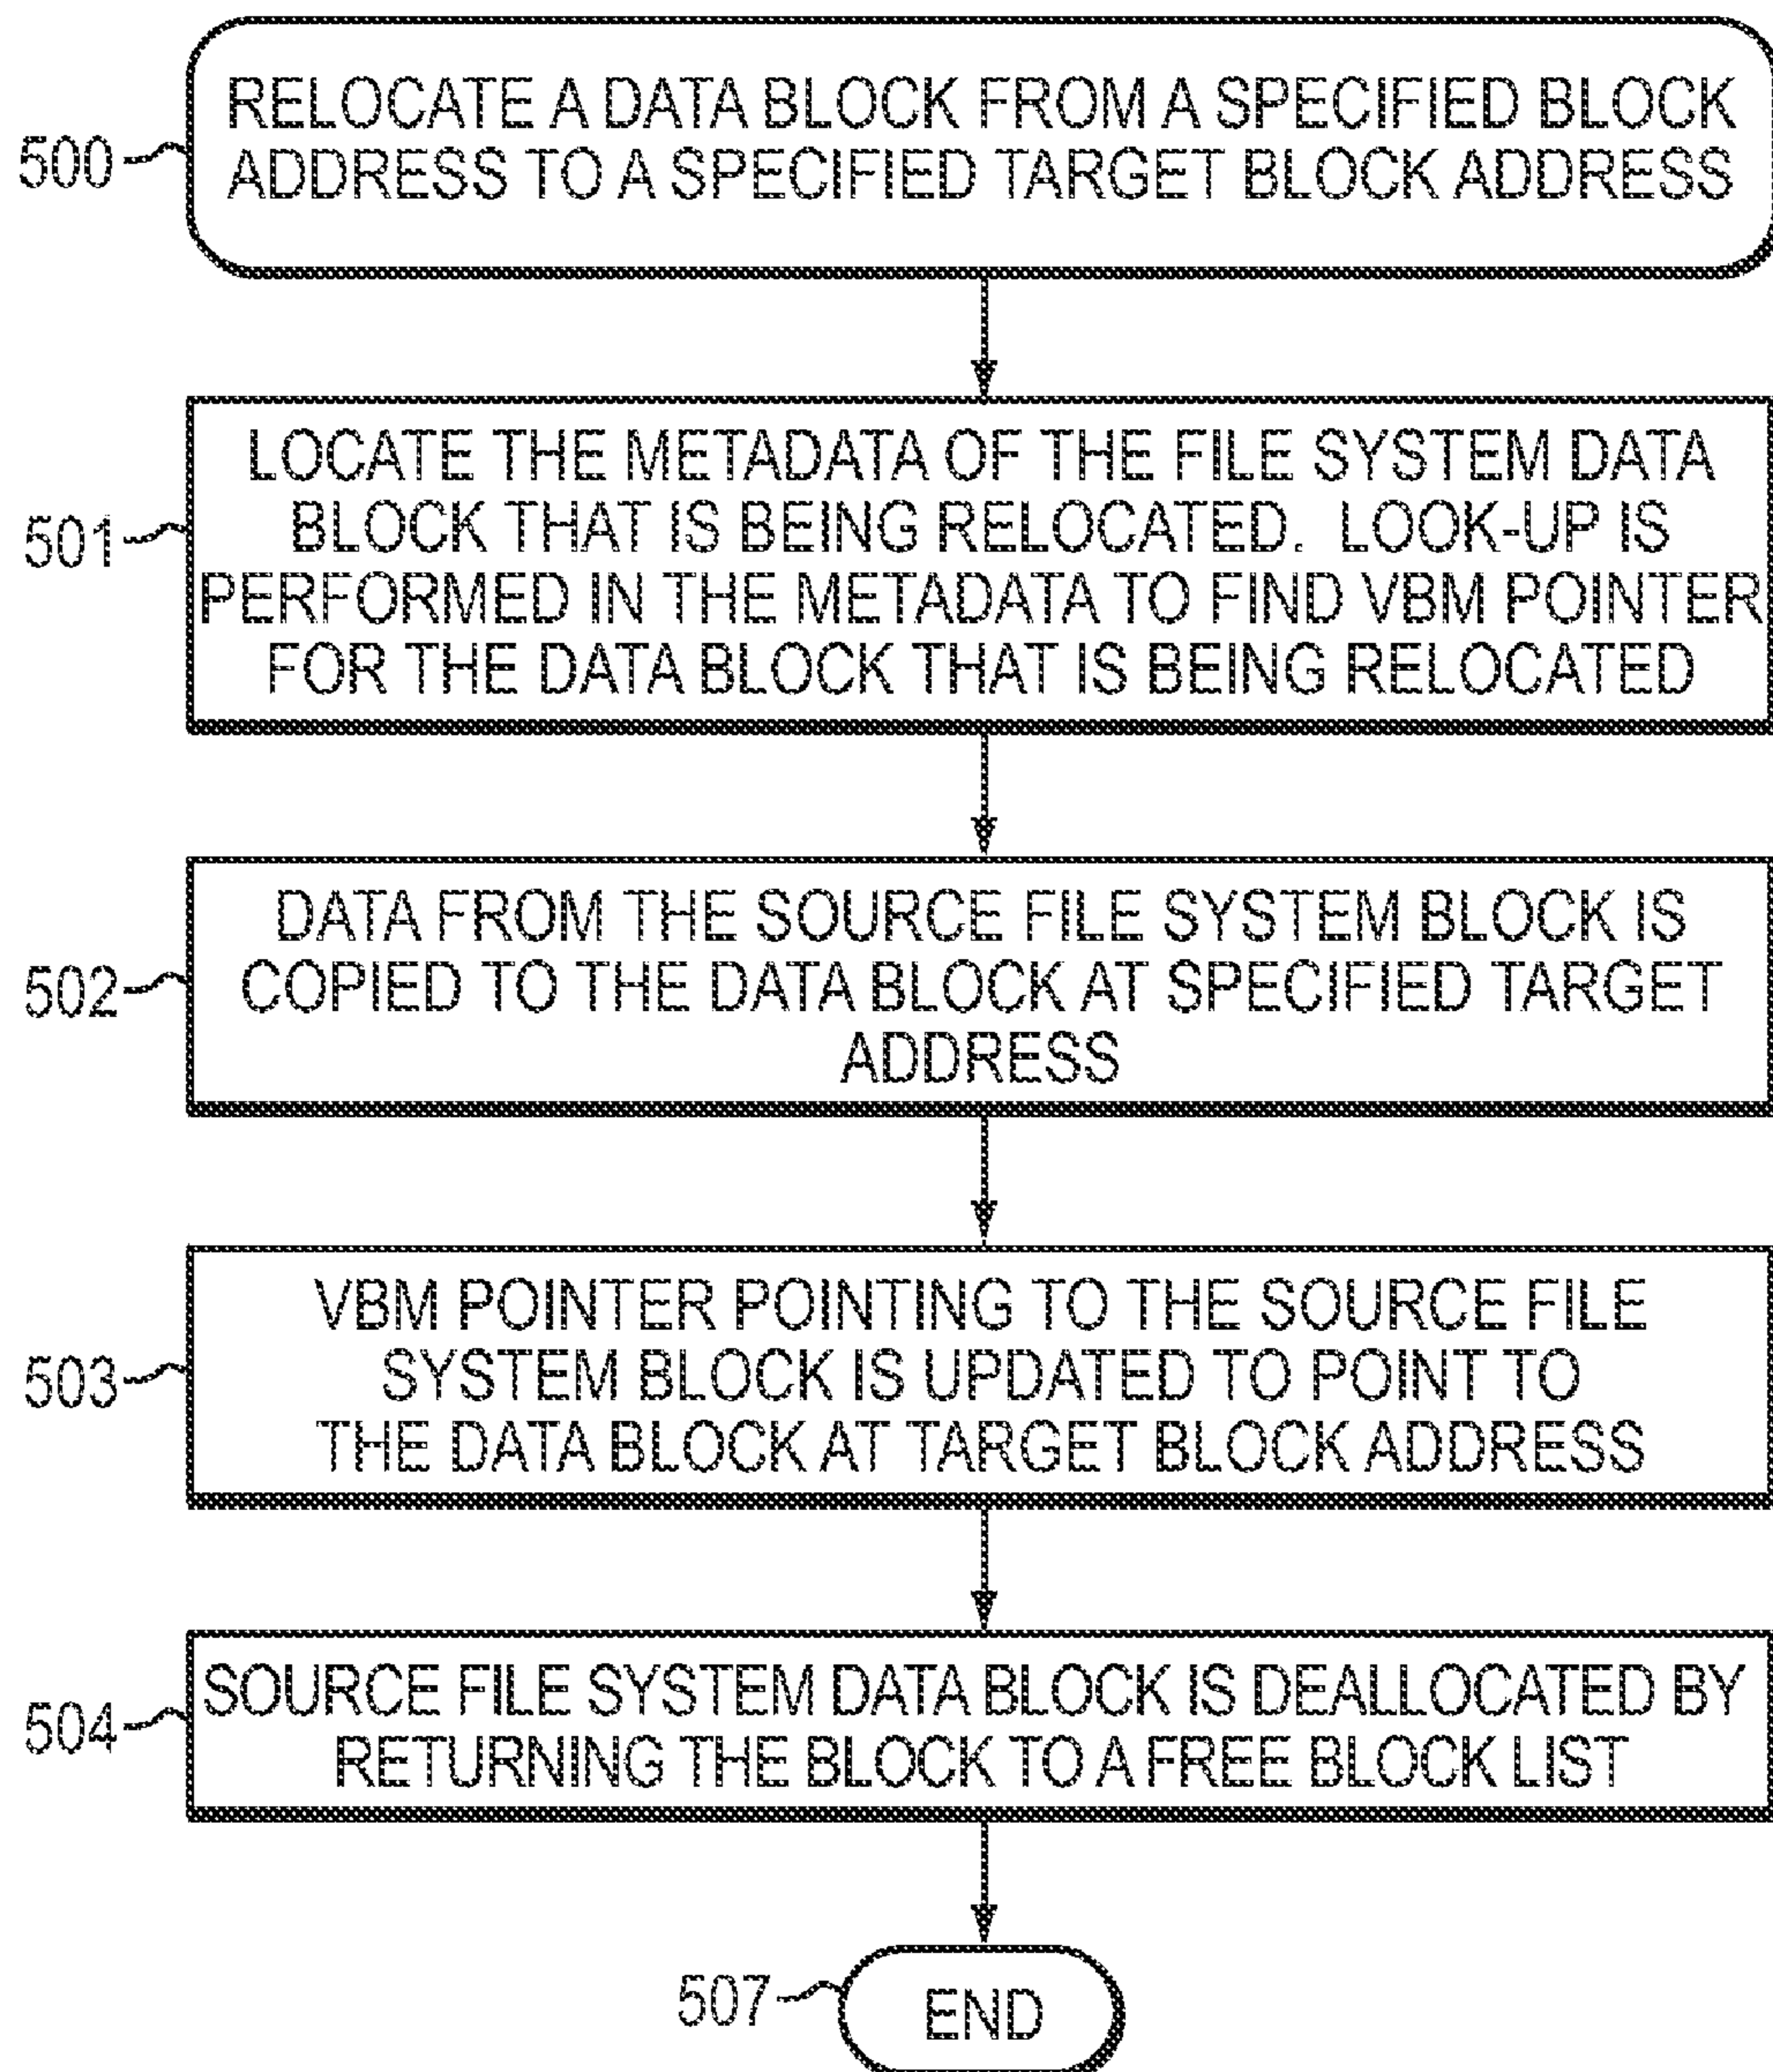 RELOCATE A DATA BLOCK FROM A SPECIFIED BLOCK
500 ADDRESS TO A SPECIFIED TARGET BLOCK ADDRESS
LOCATE THE METADATA OF THE FILE SYSTEM DATA
501 BLOCK THAT IS BEING RELOCATED. LOOK-UP IS
PERFORMED IN THE METADATA TO FIND VBM POINTER
FOR THE DATA BLOCK THAT IS BEING RELOCATED
DATA FROM THE SOURCE FILE SYSTEM BLOCK IS
502 COPIED TO THE DATA BLOCK AT SPECIFIED TARGET
ADDRESS
VBM POINTER POINTING TO THE SOURCE FILE
503 SYSTEM BLOCK IS UPDATED TO POINT TO
THE DATA BLOCK AT TARGET BLOCK ADDRESS
SOURCE FILE SYSTEM DATA BLOCK IS DEALLOCATED BY
504 RETURNING THE BLOCK TO A FREE BLOCK LIST
507 END